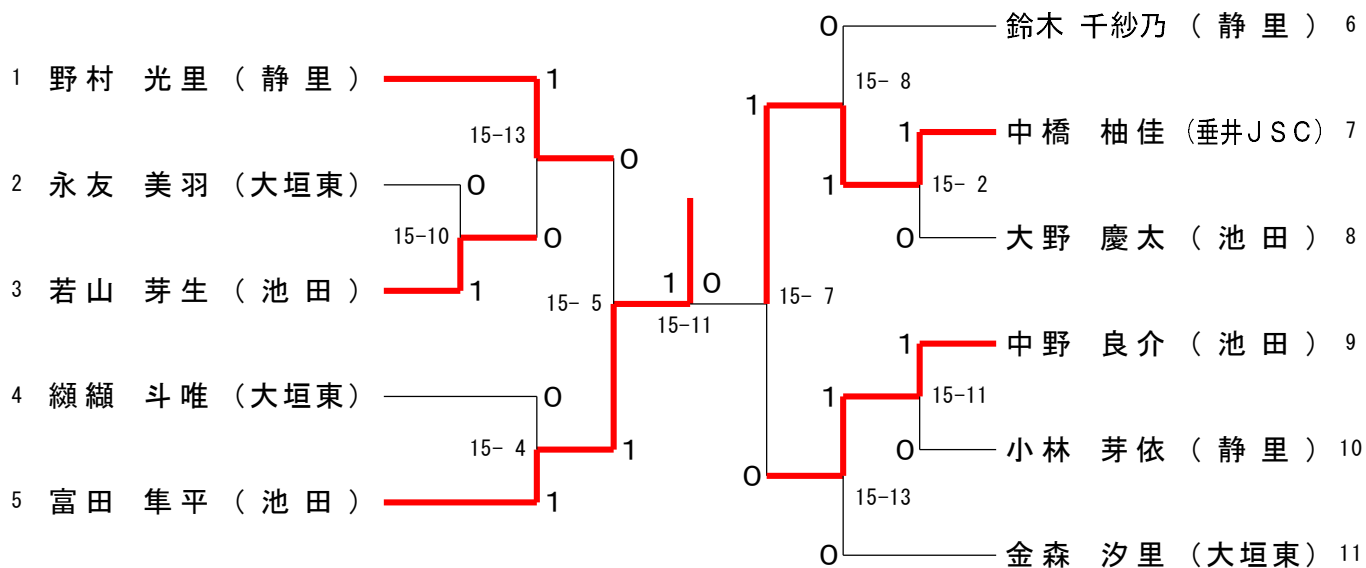 1 野村 光里 （静里）
1
15-13
0
2 永友 美羽 （大垣東）
0
15-10
0
3 若山 芽生 （池田）
1
15- 5
1
0
15-11
4 纐纈 斗唯 （大垣東）
0
15- 4
1
5 富田 隼平 （池田）
1
0
鈴木 千紗乃 （静里） 6
15- 8
1
1
中橋 柚佳 （垂井ＪＳＣ） 7
1
15- 2
0
大野 慶太 （池田） 8
15- 7
1
中野 良介 （池田） 9
1
15-11
0
小林 芽依 （静里） 10
0
15-13
0
金森 汐里 （大垣東） 11